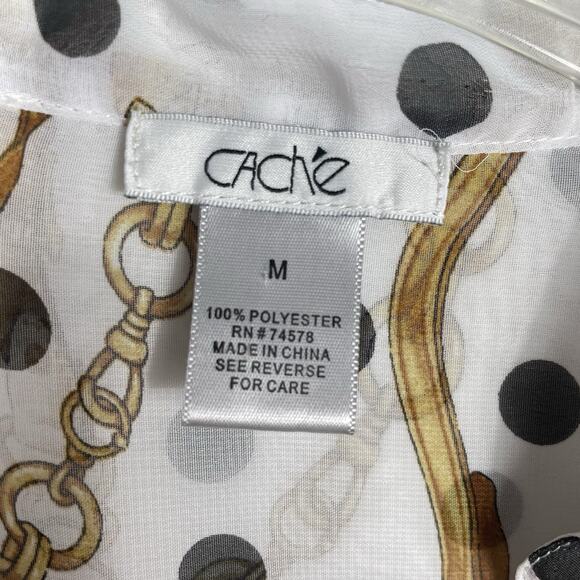 CACHÉ
M
100% POLYESTER
RN#74578
MADE IN CHINA
SEE REVERSE
FOR CARE